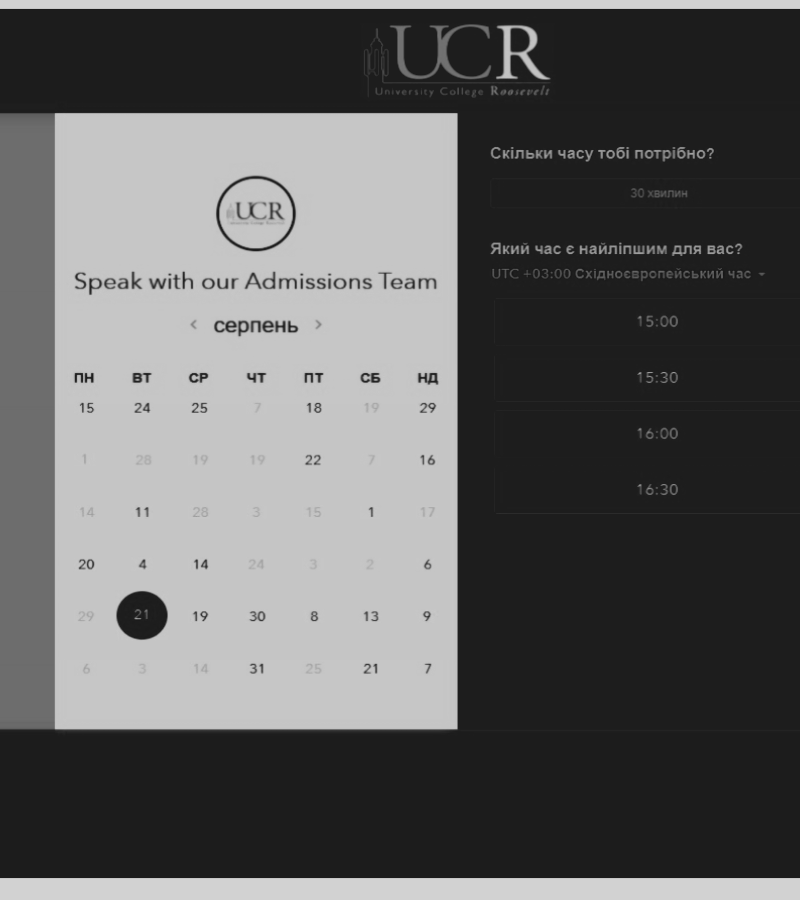 UCR
University College Roosevelt
UCR
Speak with our Admissions Team
< серпень >
ПН ВТ СР ЧТ ПТ СБ НД
15 24 25 7 18 19 29
1 28 19 19 22 7 16
14 11 28 3 15 1 17
20 4 14 24 3 2 6
29 21 19 30 8 13 9
6 3 14 31 25 21 7
Скільки часу тобі потрібно?
30 хвилин
Який час є найліпшим для вас?
UTC +03:00 Східноєвропейський час
15:00
15:30
16:00
16:30